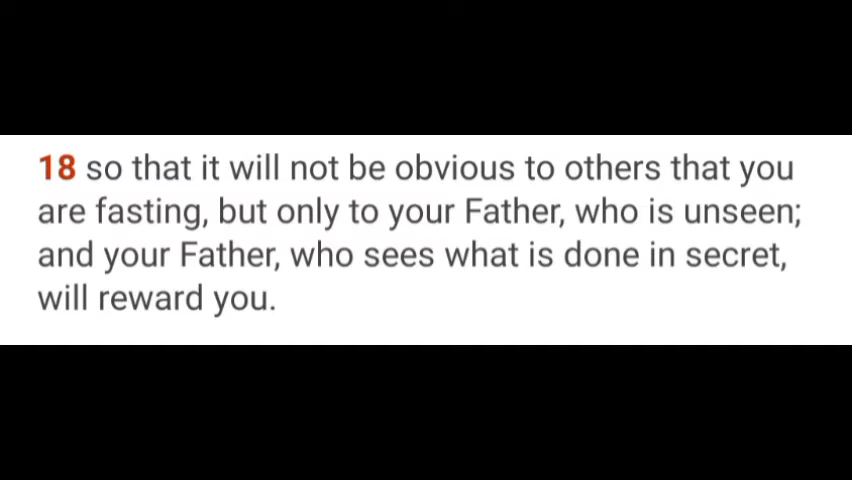 18 so that it will not be obvious to others that you
are fasting, but only to your Father, who is unseen;
and your Father, who sees what is done in secret,
will reward you.